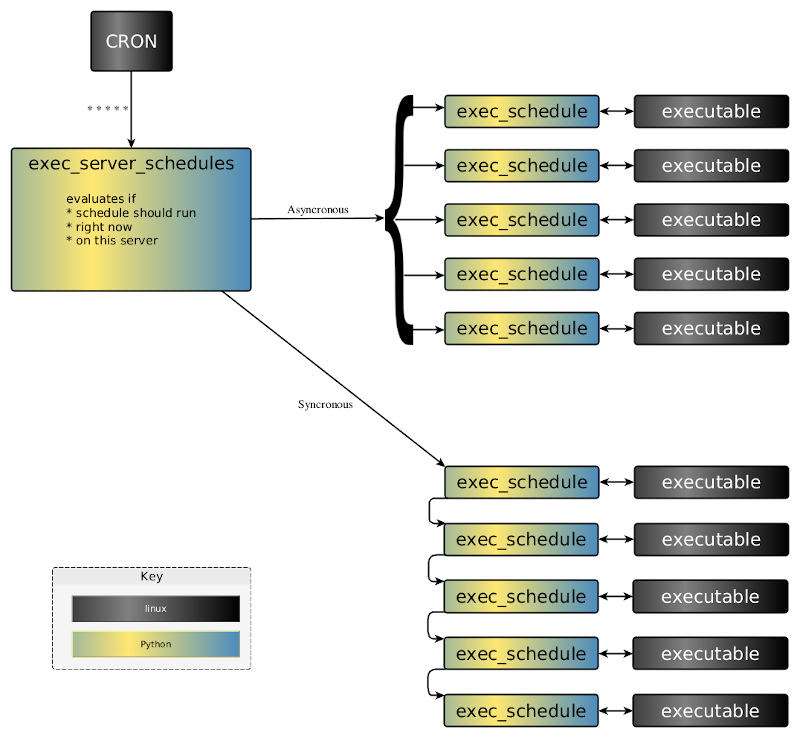 CRON
* * * * *
exec_server_schedules
evaluates if
* schedule should run
* right now
* on this server
Asyncronous
exec_schedule executable
exec_schedule executable
exec_schedule executable
exec_schedule executable
exec_schedule executable
Syncronous
exec_schedule executable
exec_schedule executable
exec_schedule executable
exec_schedule executable
exec_schedule executable
Key
linux
Python